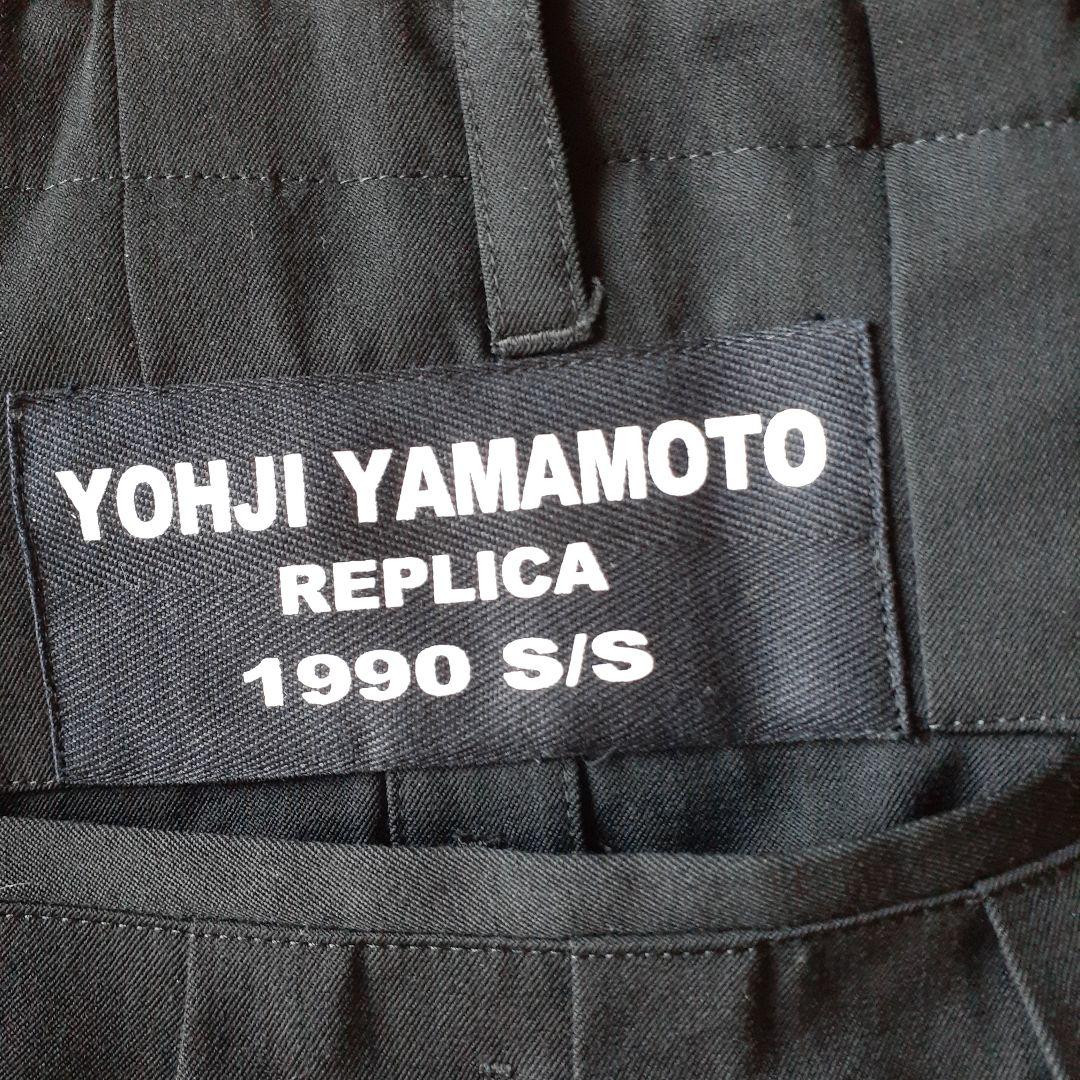 YOHJI YAMAMOTO
REPLICA
1990 S/S